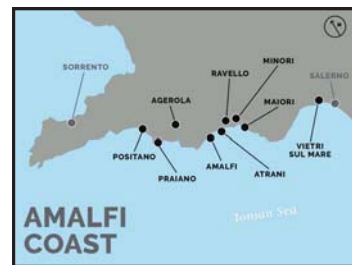 SORRENTO
AGEROLA
RAVELLO
MINORI
SALERNO
MAIORI
POSITANO
PRAIANO
AMALFI
ATRANI
VIETRI
SUL MARE
AMALFI
COAST
Ionian Sea